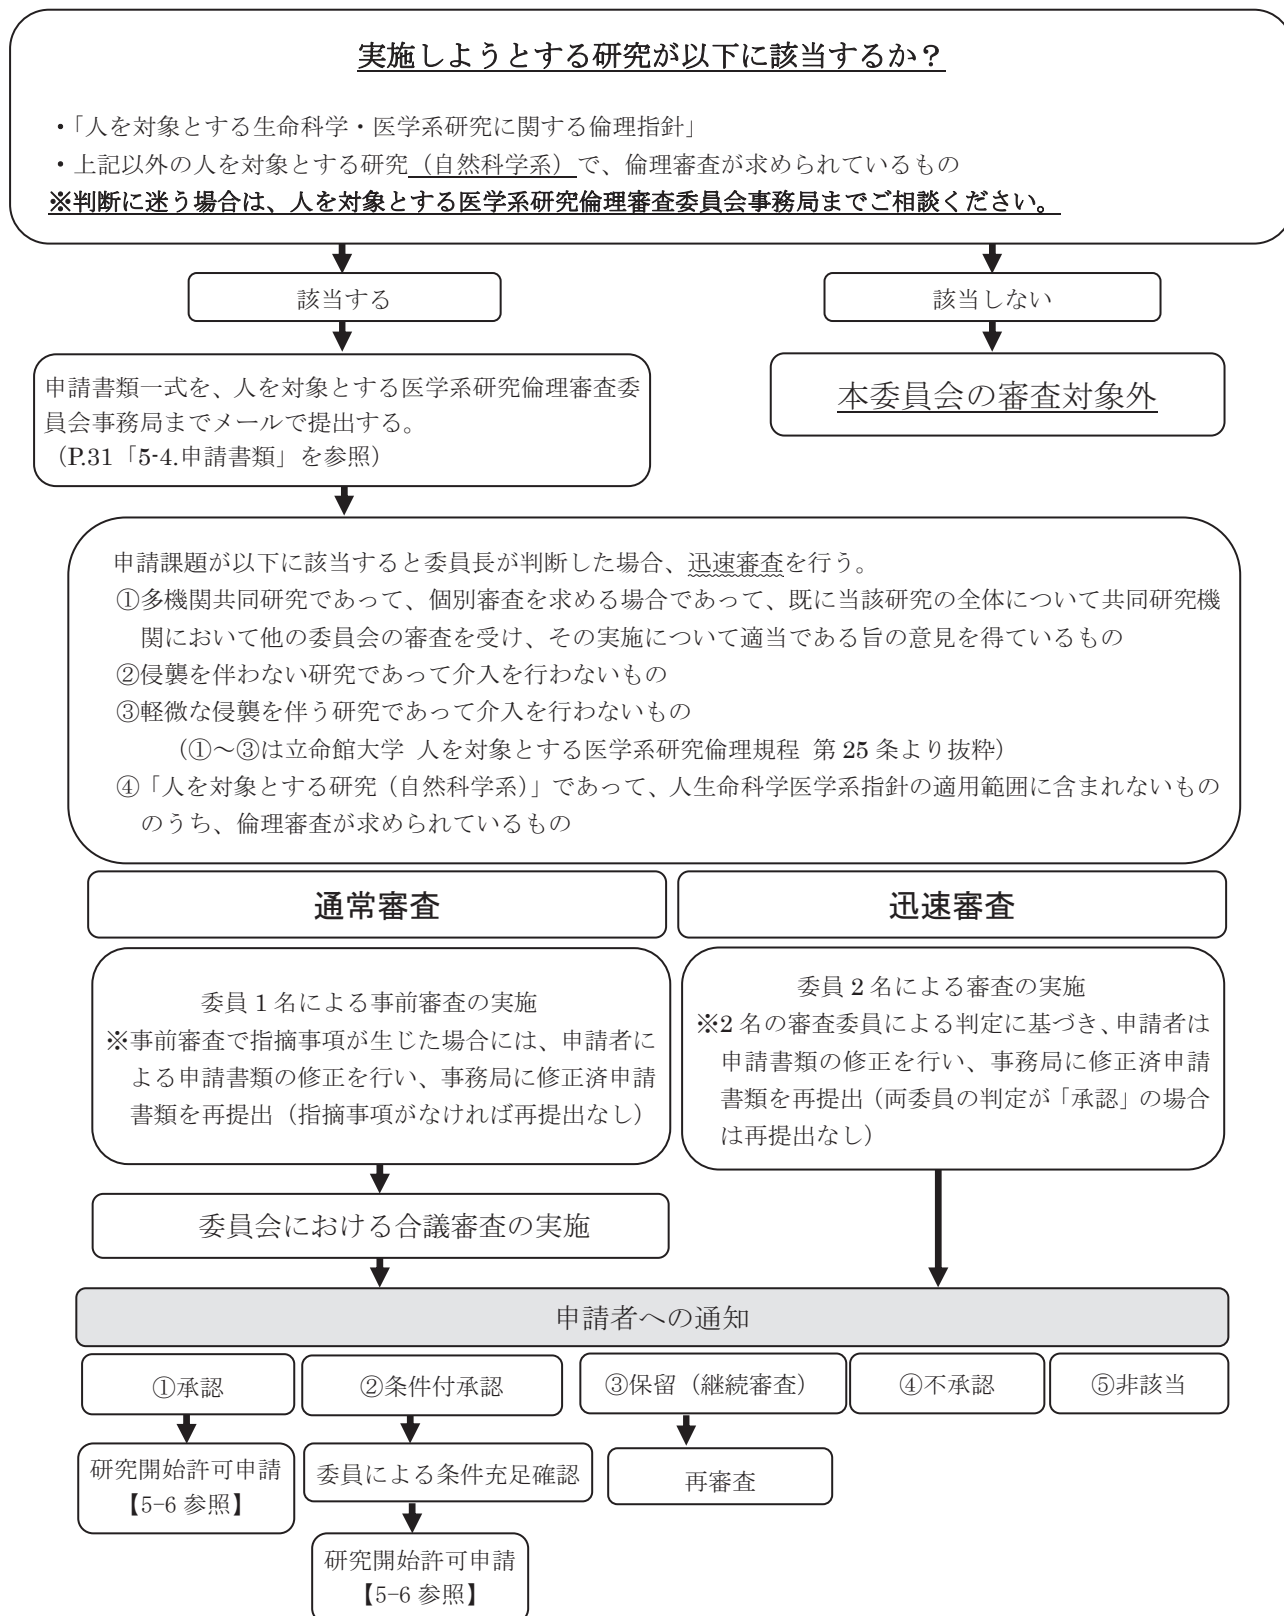 実施しようとする研究が以下に該当するか？
・「人を対象とする生命科学・医学系研究に関する倫理指針」
・上記以外の人を対象とする研究（自然科学系）で、倫理審査が求められているもの
※判断に迷う場合は、人を対象とする医学系研究倫理審査委員会事務局までご相談ください。
該当する
該当しない
申請書類一式を、人を対象とする医学系研究倫理審査委
員会事務局までメールで提出する。
（P.31「5-4.申請書類」を参照）
本委員会の審査対象外
申請課題が以下に該当すると委員長が判断した場合、迅速審査を行う。
①多機関共同研究であって、個別審査を求める場合であって、既に当該研究の全体について共同研究機
関において他の委員会の審査を受け、その実施について適当である旨の意見を得ているもの
②侵襲を伴わない研究であって介入を行わないもの
③軽微な侵襲を伴う研究であって介入を行わないもの
（①～③は立命館大学 人を対象とする医学系研究倫理規程 第 25 条より抜粋）
④「人を対象とする研究（自然科学系）」であって、人生命科学医学系指針の適用範囲に含まれないもの
のうち、倫理審査が求められているもの
通常審査
迅速審査
委員 1 名による事前審査の実施
※事前審査で指摘事項が生じた場合には、申請者に
よる申請書類の修正を行い、事務局に修正済申請
書類を再提出（指摘事項がなければ再提出なし）
委員 2 名による審査の実施
※2 名の審査委員による判定に基づき、申請者は
申請書類の修正を行い、事務局に修正済申請
書類を再提出（両委員の判定が「承認」の場合
は再提出なし）
委員会における合議審査の実施
申請者への通知
①承認
②条件付承認
③保留（継続審査）
④不承認
⑤非該当
研究開始許可申請
【5-6 参照】
委員による条件充足確認
再審査
研究開始許可申請
【5-6 参照】